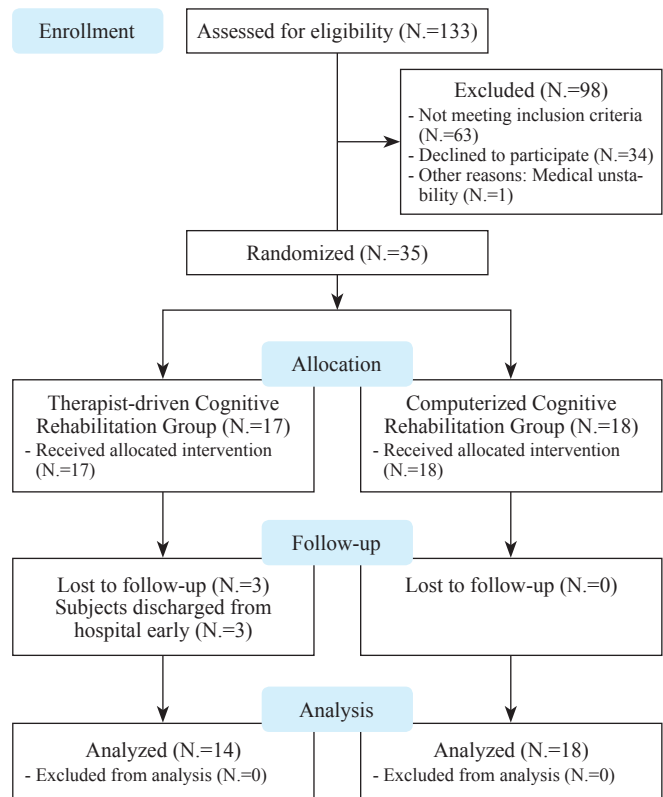 Enrollment
Assessed for eligibility (N.=133)
Excluded (N.=98)
- Not meeting inclusion criteria
(N.=63)
- Declined to participate (N.=34)
- Other reasons: Medical unsta-
bility (N.=1)
Randomized (N.=35)
Allocation
Therapist-driven Cognitive
Rehabilitation Group (N.=17)
- Received allocated intervention
(N.=17)
Computerized Cognitive
Rehabilitation Group (N.=18)
- Received allocated intervention
(N.=18)
Follow-up
Lost to follow-up (N.=3)
Subjects discharged from
hospital early (N.=3)
Lost to follow-up (N.=0)
Analysis
Analyzed (N.=14)
- Excluded from analysis (N.=0)
Analyzed (N.=18)
- Excluded from analysis (N.=0)